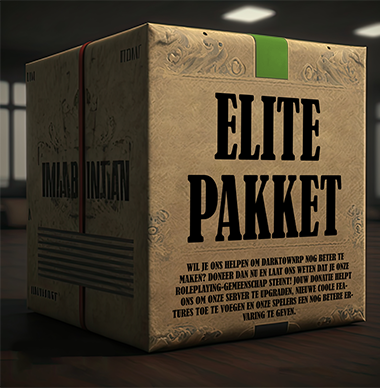 ELITE
PAKKET
WIL JE ONS HELPEN OM DARKTOWNRP NOG BETER TE
MAKEN? DONEER DAN NU EN LAAT ONS WETEN DAT JE ONZE
ROLEPLAYING-GEMEENSCHAP STEUNT! JOUW DONATIE HELPT
ONS OM ONZE SERVER TE UPGRADEN, NIEUWE COOLE FEA-
TURES TOE TE VOEGEN EN ONZE SPELERS EEN NOG BETERE ER-
VARING TE GEVEN.